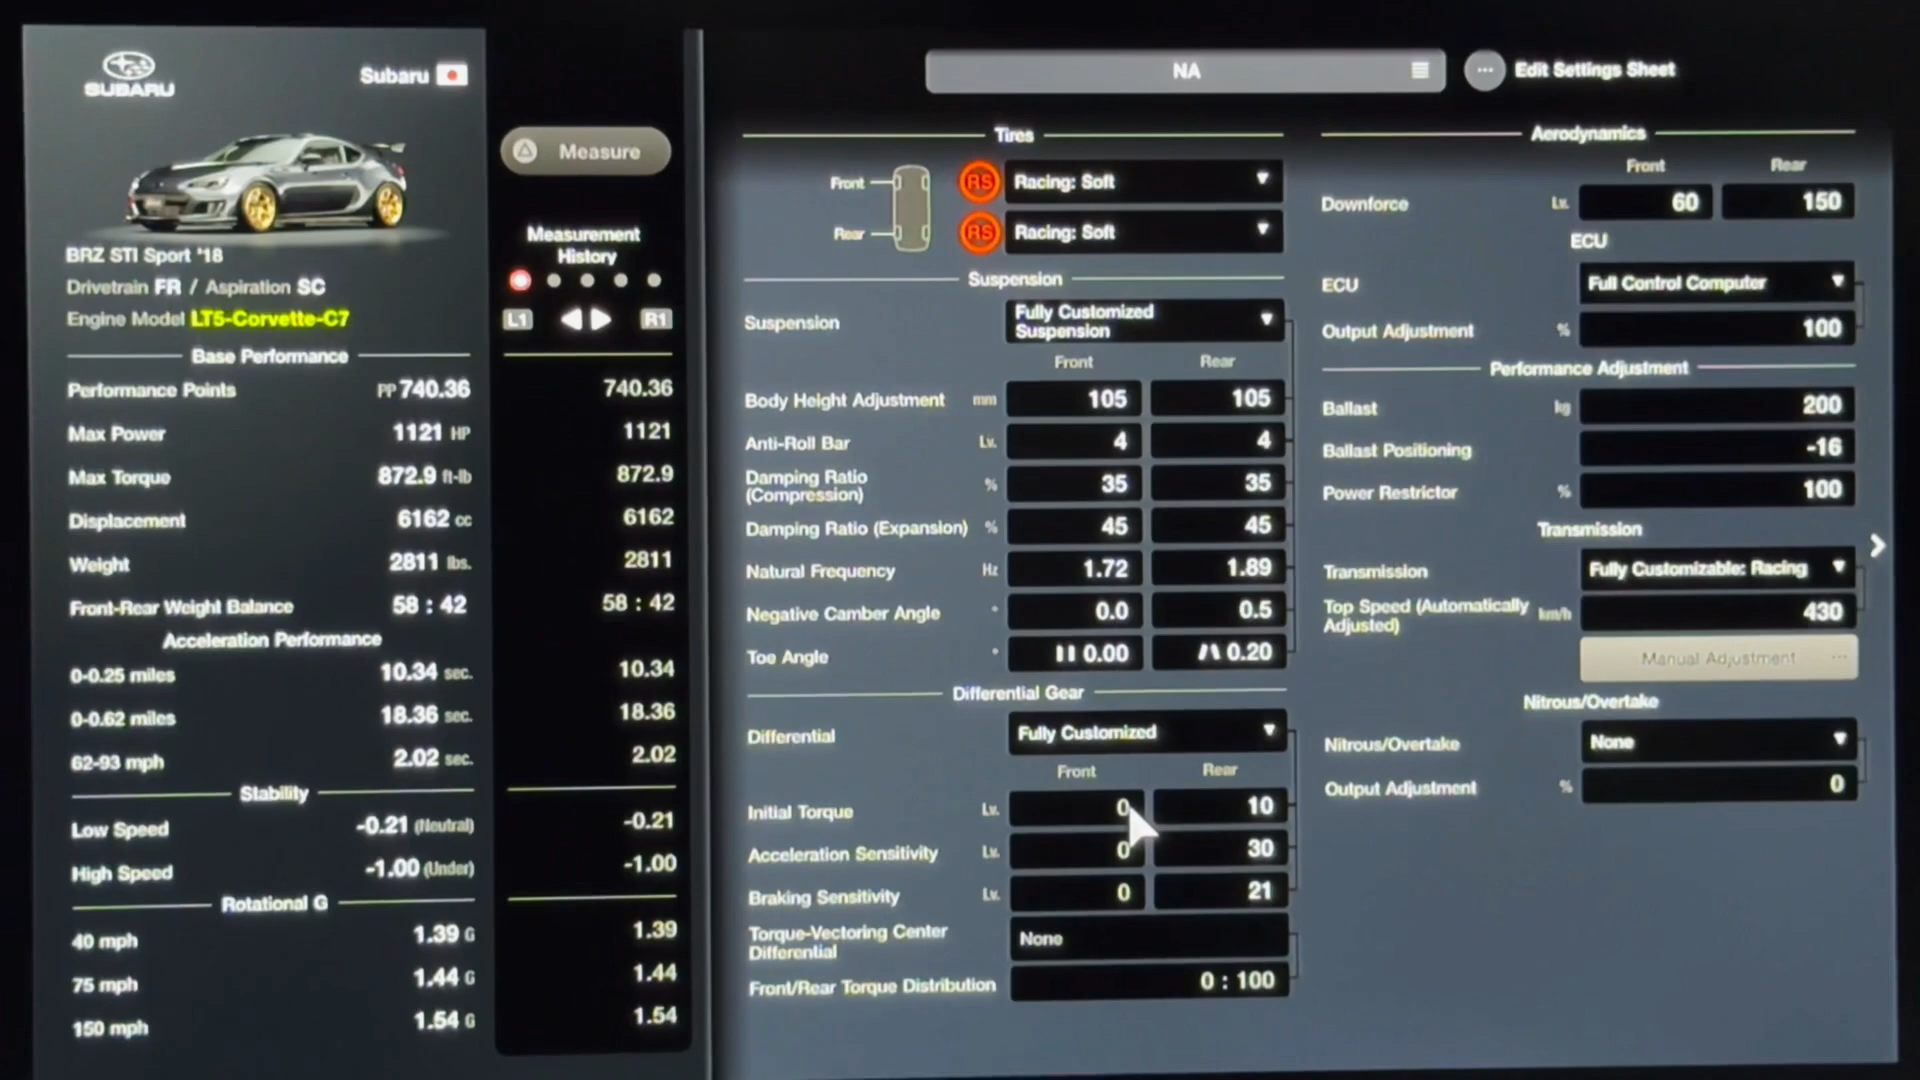 SUBARU
Subaru
BRZ STI Sport '18
Drivetrain FR / Aspiration SC
Engine Model LT5-Corvette-C7
Base Performance
Performance Points PP 740.36
Max Power 1121 HP
Max Torque 872.9 ft-lb
Displacement 6162 cc
Weight 2811 lbs.
Front-Rear Weight Balance 58 : 42
Acceleration Performance
0-0.25 miles 10.34 sec.
0-0.62 miles 18.36 sec.
62-93 mph 2.02 sec.
Stability
Low Speed -0.21 (Neutral)
High Speed -1.00 (Under)
Rotational G
40 mph 1.39 G
75 mph 1.44 G
150 mph 1.54 G
Measure
Measurement
History
L1 R1
740.36
1121
872.9
6162
2811
58 : 42
10.34
18.36
2.02
-0.21
-1.00
1.39
1.44
1.54
NA
Edit Settings Sheet
Tires
Front RS Racing: Soft
Rear RS Racing: Soft
Suspension
Suspension Fully Customized
Suspension
Front Rear
Body Height Adjustment mm 105 105
Anti-Roll Bar Lv. 4 4
Damping Ratio
(Compression) % 35 35
Damping Ratio (Expansion) % 45 45
Natural Frequency Hz 1.72 1.89
Negative Camber Angle ° 0.0 0.5
Toe Angle ° 0.00 0.20
Differential Gear
Differential Fully Customized
Front Rear
Initial Torque Lv. 0 10
Acceleration Sensitivity Lv. 0 30
Braking Sensitivity Lv. 0 21
Torque-Vectoring Center
Differential None
Front/Rear Torque Distribution 0 : 100
Aerodynamics
Front Rear
Downforce Lv. 60 150
ECU
ECU Full Control Computer
Output Adjustment % 100
Performance Adjustment
Ballast kg 200
Ballast Positioning -16
Power Restrictor % 100
Transmission
Transmission Fully Customizable: Racing
Top Speed (Automatically
Adjusted) km/h 430
Manual Adjustment
Nitrous/Overtake
Nitrous/Overtake None
Output Adjustment % 0